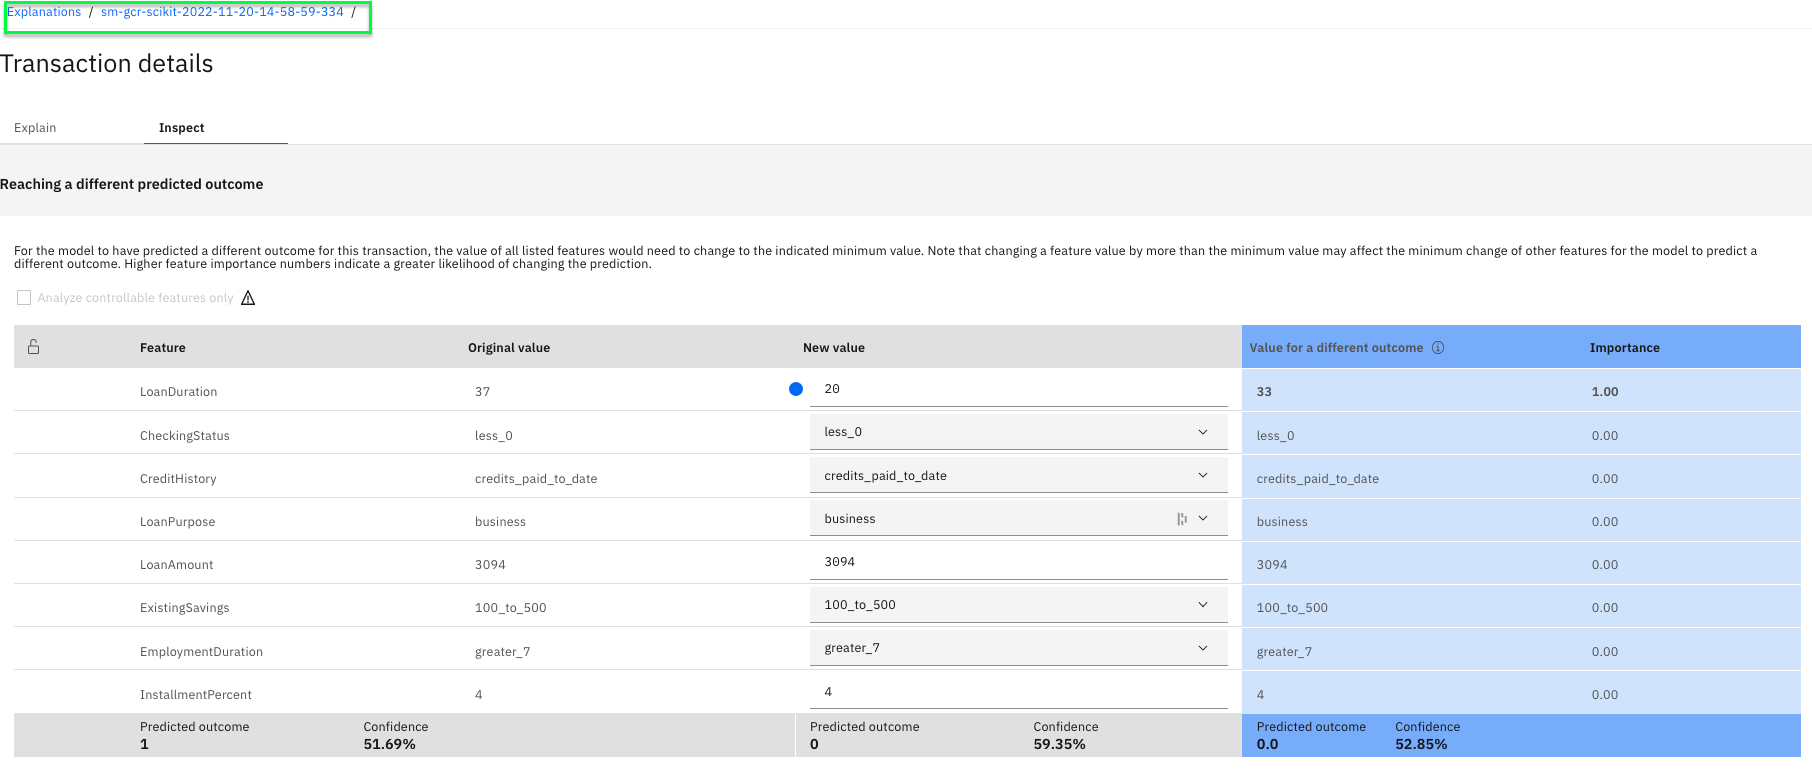 Explanations / sm-gcr-scikit-2022-11-20-14-58-59-334 /
Transaction details
Explain Inspect
Reaching a different predicted outcome
For the model to have predicted a different outcome for this transaction, the value of all listed features would need to change to the indicated minimum value. Note that changing a feature value by more than the minimum value may affect the minimum change of other features for the model to predict a
different outcome. Higher feature importance numbers indicate a greater likelihood of changing the prediction.
Analyze controllable features only
Feature Original value New value Value for a different outcome Importance
LoanDuration 37 20 33 1.00
CheckingStatus less_0 less_0 less_0 0.00
CreditHistory credits_paid_to_date credits_paid_to_date credits_paid_to_date 0.00
LoanPurpose business business business 0.00
LoanAmount 3094 3094 3094 0.00
ExistingSavings 100_to_500 100_to_500 100_to_500 0.00
EmploymentDuration greater_7 greater_7 greater_7 0.00
InstallmentPercent 4 4 4 0.00
Predicted outcome Confidence Predicted outcome Confidence Predicted outcome Confidence
1 51.69% 0 59.35% 0.0 52.85%